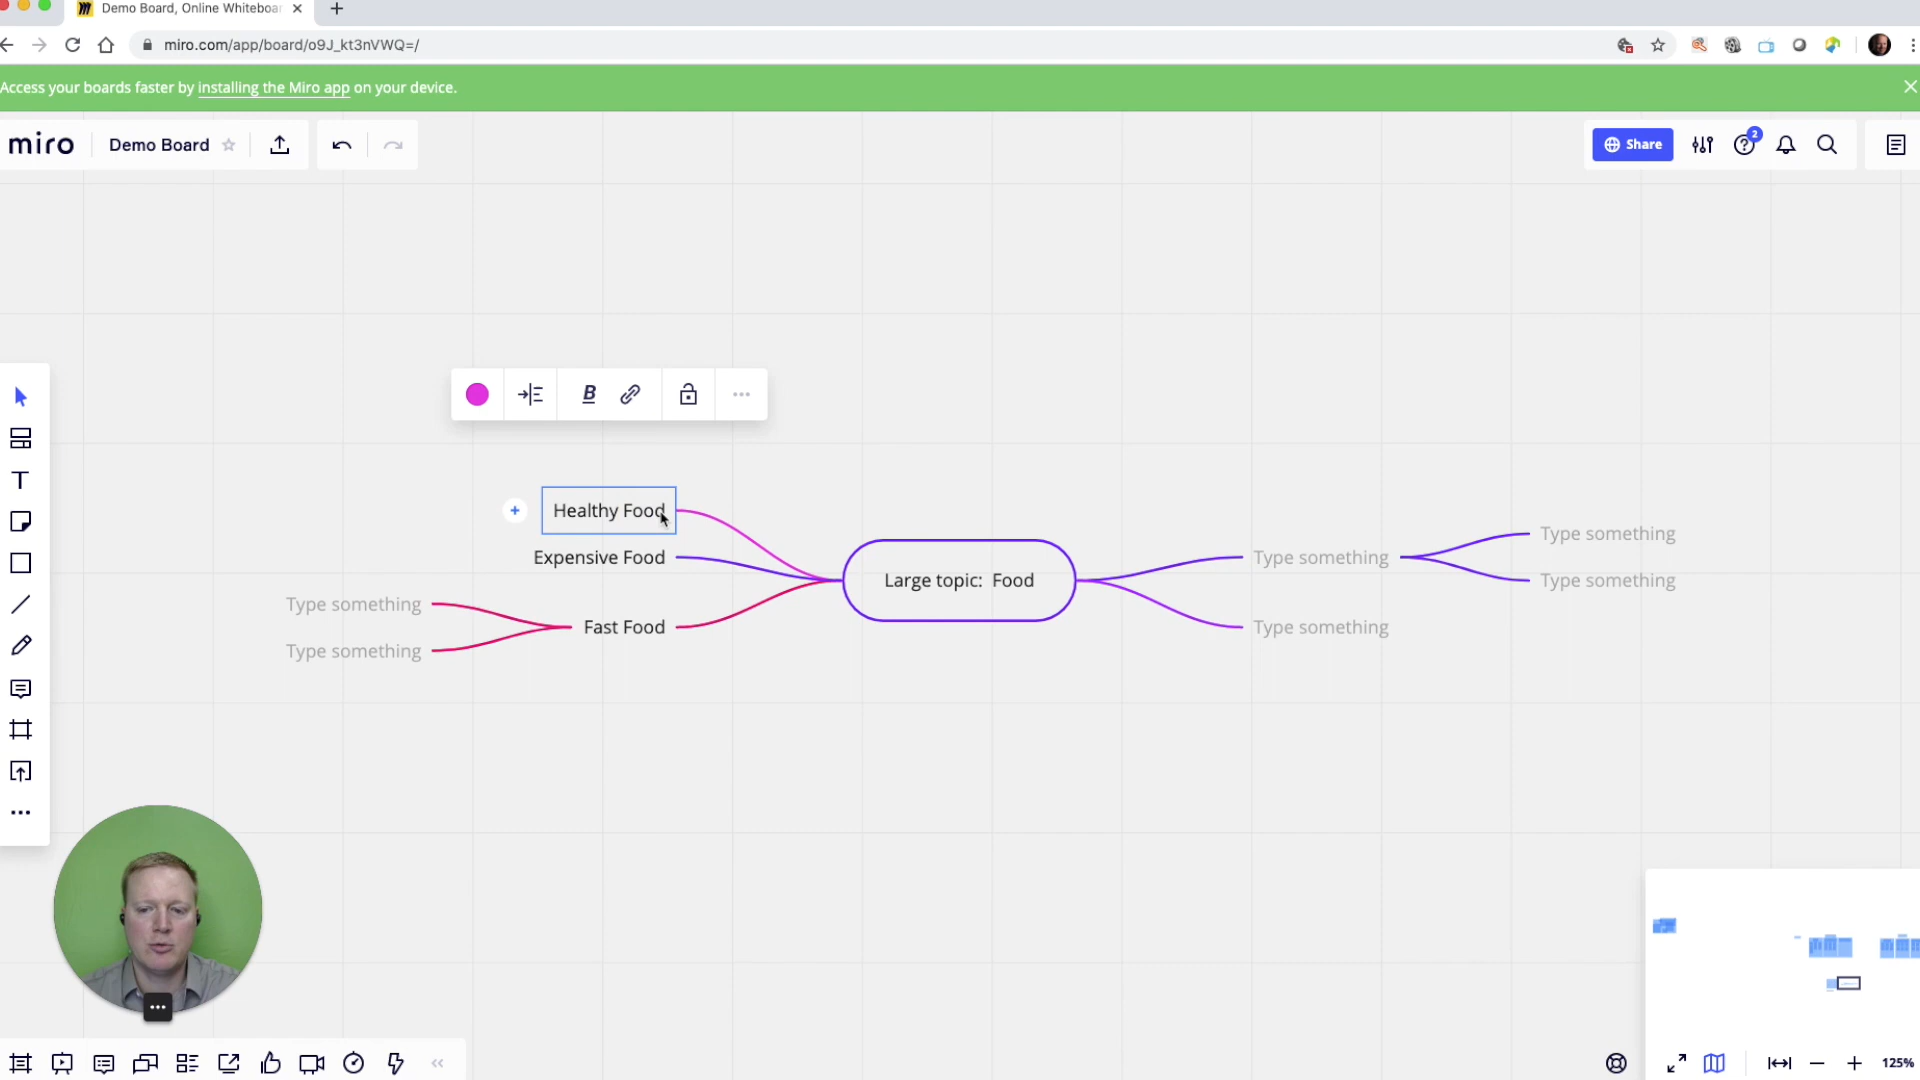 Demo Board, Online Whiteboar
miro.com/app/board/o9J_kt3nVWQ=/
Access your boards faster by installing the Miro app on your device.
miro
Demo Board
Share
2
B
Healthy Food
Expensive Food
Type something
Fast Food
Type something
Large topic: Food
Type something
Type something
Type something
Type something
T
125%